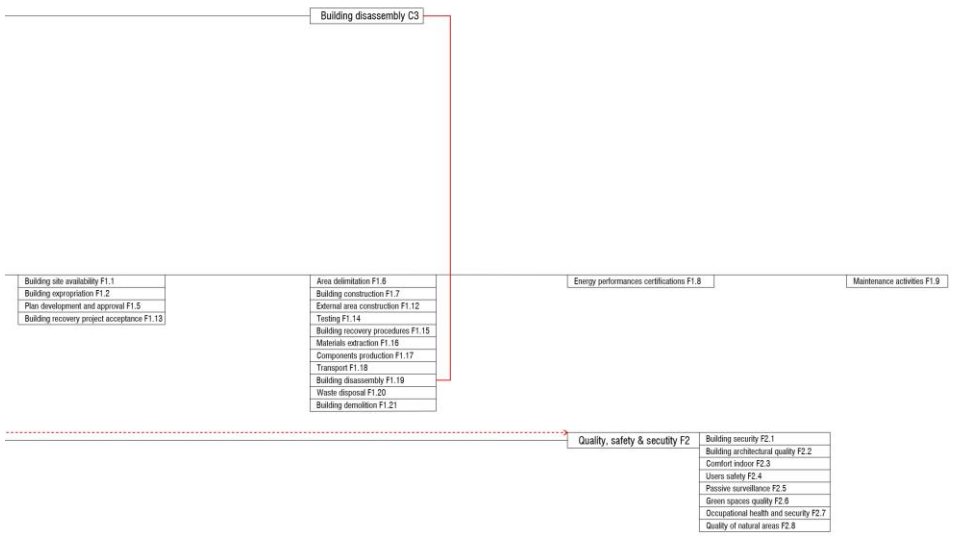 Building disassembly C3
Building site availability F1.1
Building expropriation F1.2
Plan development and approval F1.5
Building recovery project acceptance F1.13
Area delimitation F1.6
Building construction F1.7
External area construction F1.12
Testing F1.14
Building recovery procedures F1.15
Materials extraction F1.16
Components production F1.17
Transport F1.18
Building disassembly F1.19
Waste disposal F1.20
Building demolition F1.21
Energy performances certifications F1.8
Maintenance activities F1.9
Quality, safety & secutity F2
Building security F2.1
Building architectural quality F2.2
Comfort indoor F2.3
Users safety F2.4
Passive surveillance F2.5
Green spaces quality F2.6
Occupational health and security F2.7
Quality of natural areas F2.8